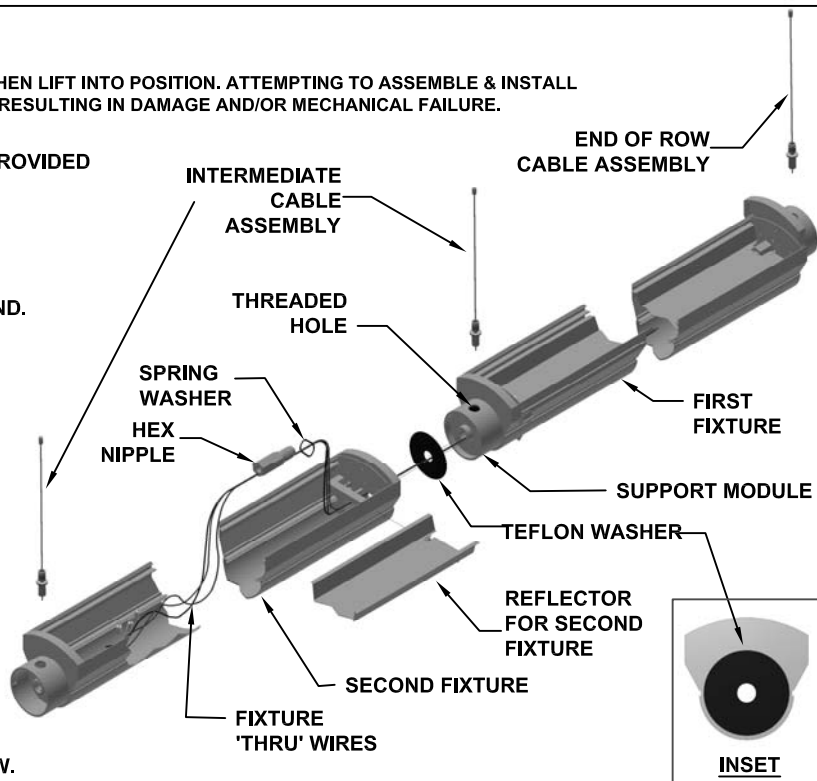 HEN LIFT INTO POSITION. ATTEMPTING TO ASSEMBLE & INSTALL
RESULTING IN DAMAGE AND/OR MECHANICAL FAILURE.
ROVIDED
END OF ROW
CABLE ASSEMBLY
INTERMEDIATE
CABLE
ASSEMBLY
ND.
THREADED
HOLE
SPRING
WASHER
HEX
NIPPLE
FIRST
FIXTURE
SUPPORT MODULE
TEFLON WASHER
REFLECTOR
FOR SECOND
FIXTURE
SECOND FIXTURE
FIXTURE
'THRU' WIRES
W.
INSET